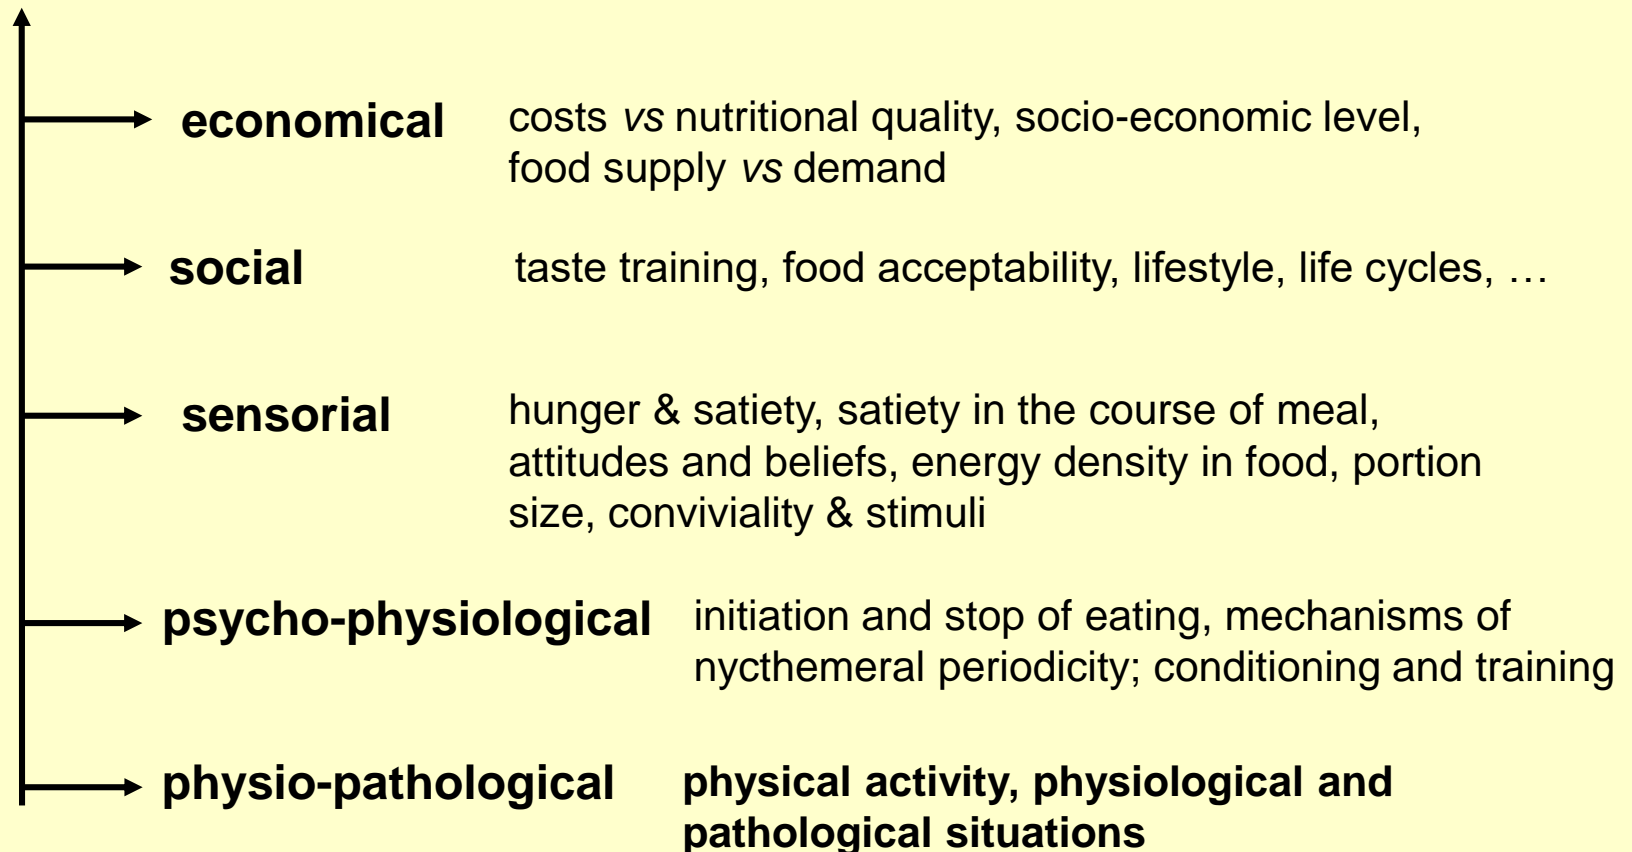 economical costs vs nutritional quality, socio-economic level,
food supply vs demand
social taste training, food acceptability, lifestyle, life cycles, …
sensorial hunger & satiety, satiety in the course of meal,
attitudes and beliefs, energy density in food, portion
size, conviviality & stimuli
psycho-physiological initiation and stop of eating, mechanisms of
nycthemeral periodicity; conditioning and training
physio-pathological physical activity, physiological and
pathological situations